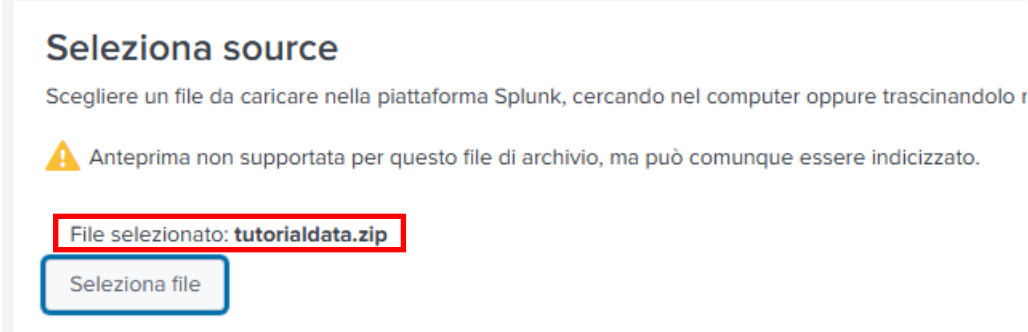 Seleziona source
Scegliere un file da caricare nella piattaforma Splunk, cercando nel computer oppure trascinandolo
Anteprima non supportata per questo file di archivio, ma può comunque essere indicizzato.
File selezionato: tutorialdata.zip
Seleziona file